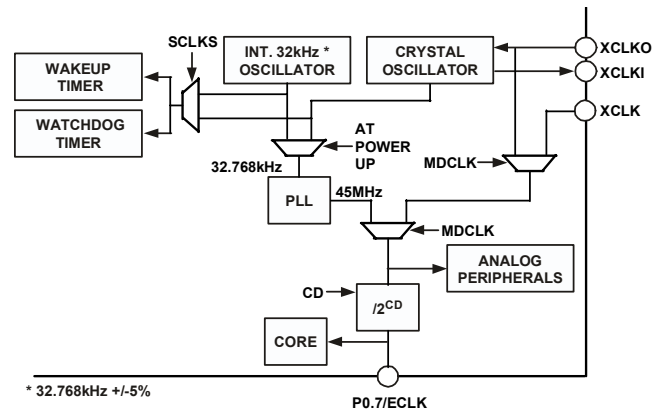 SCLKS
INT. 32kHz *
OSCILLATOR
CRYSTAL
OSCILLATOR
XCLKO
XCLKI
XCLK
WAKEUP
TIMER
WATCHDOG
TIMER
AT
POWER
UP
MDCLK
32.768kHz
PLL
45MHz
MDCLK
ANALOG
PERIPHERALS
CD
/2CD
CORE
* 32.768kHz +/-5%
P0.7/ECLK